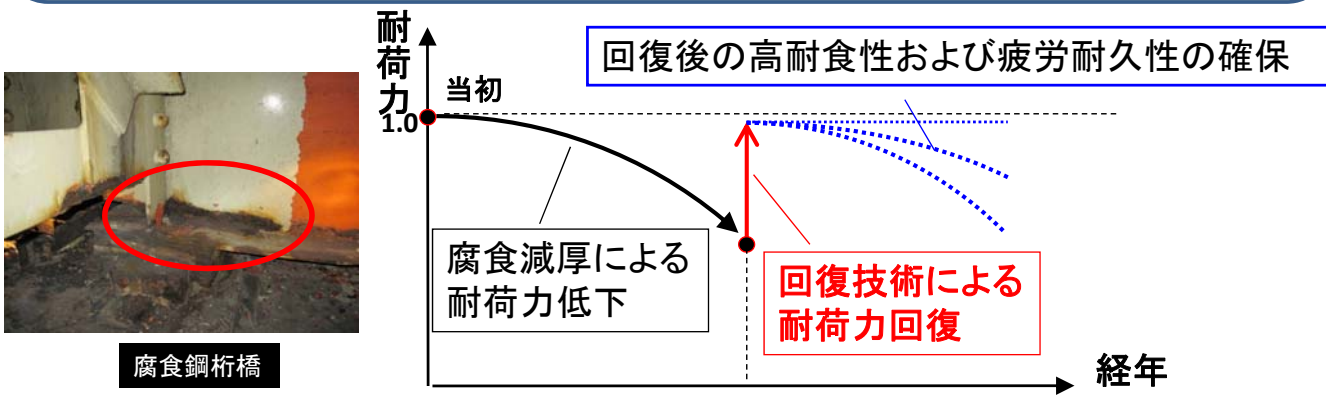 耐荷力
1.0
当初
回復後の高耐食性および疲労耐久性の確保
腐食減厚による
耐荷力低下
回復技術による
耐荷力回復
経年
腐食鋼桁橋